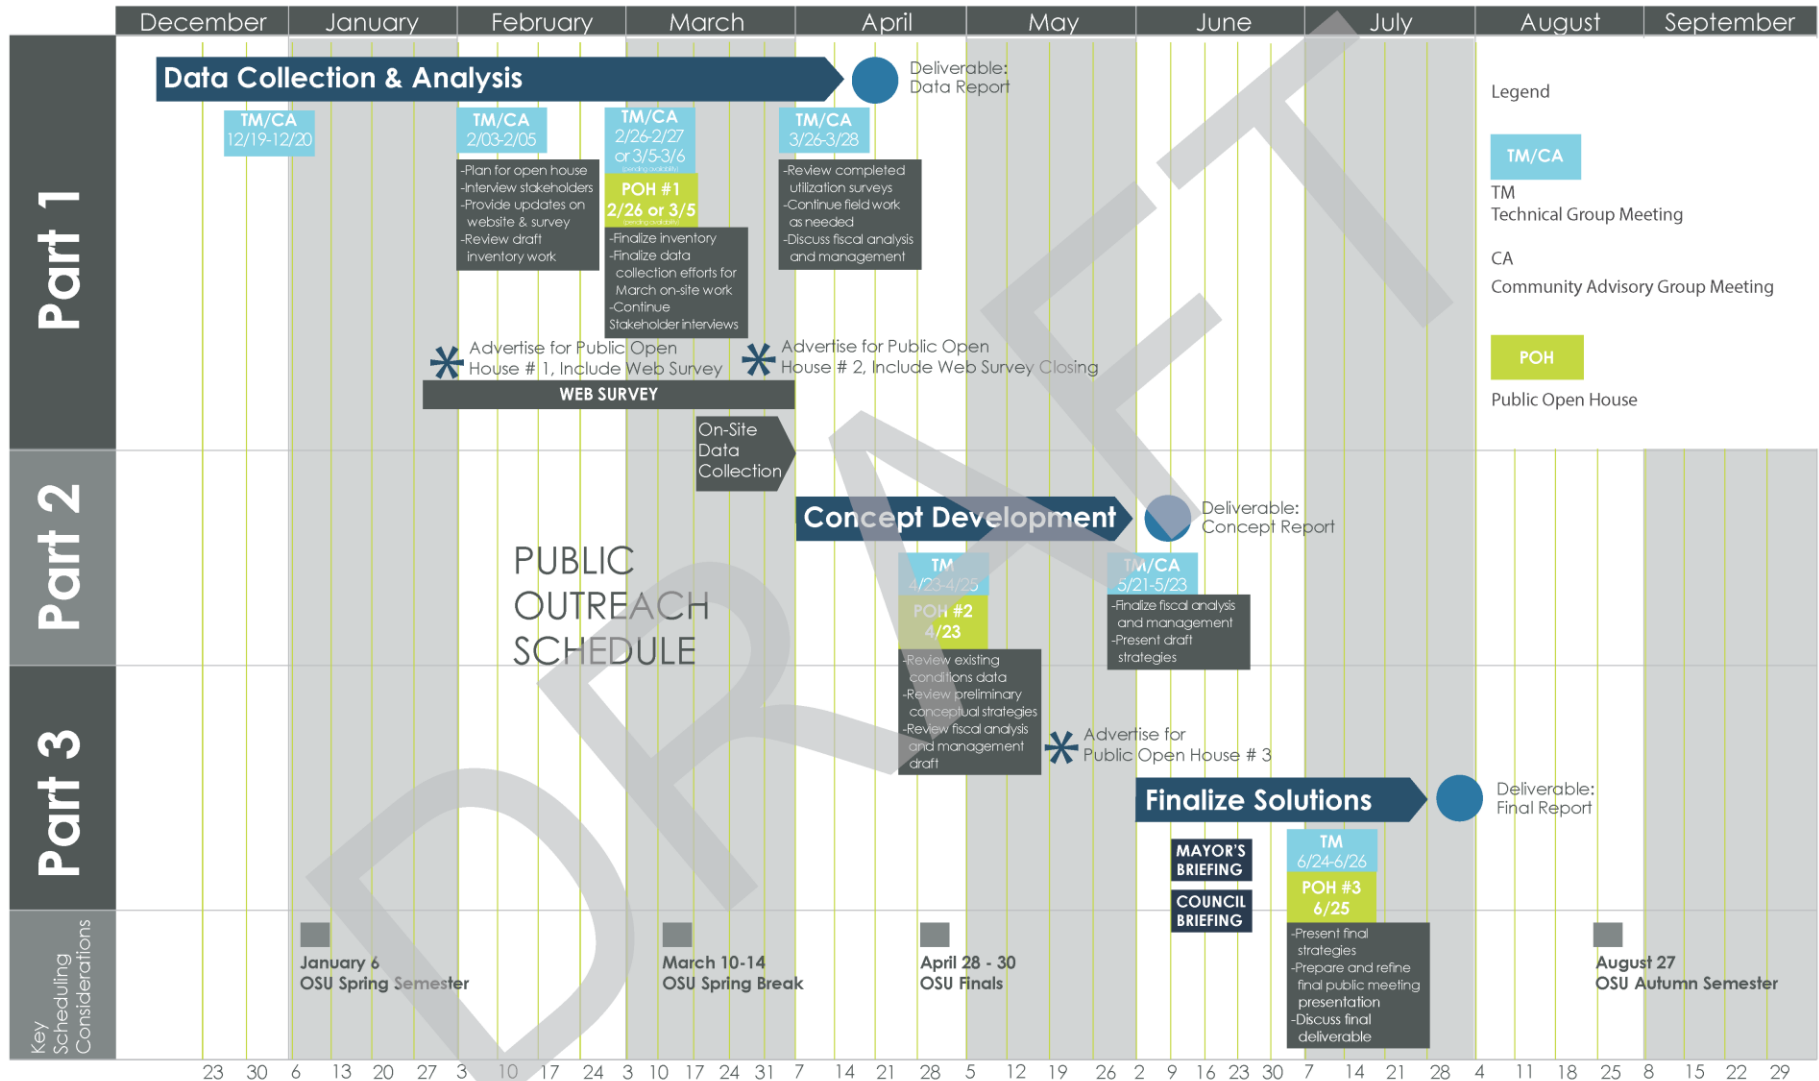 December January February March April May June July August September
Part 1
Data Collection & Analysis
Deliverable:
Data Report
TM/CA
12/19-12/20
TM/CA
2/03-2/05
-Plan for open house
-Interview stakeholders
-Provide updates on
website & survey
-Review draft
inventory work
TM/CA
2/26-2/27
or 3/5-3/6
(pending availability)
POH #1
2/26 or 3/5
(pending availability)
-Finalize inventory
-Finalize data
collection efforts for
March on-site work
-Continue
Stakeholder interviews
TM/CA
3/26-3/28
-Review completed
utilization surveys
-Continue field work
as needed
-Discuss fiscal analysis
and management
Advertise for Public Open
House # 1, Include Web Survey
Advertise for Public Open
House # 2, Include Web Survey Closing
WEB SURVEY
On-Site
Data
Collection
Legend
TM/CA
TM
Technical Group Meeting
CA
Community Advisory Group Meeting
POH
Public Open House
Part 2
Concept Development
Deliverable:
Concept Report
PUBLIC
OUTREACH
SCHEDULE
TM
4/23-4/25
POH #2
4/23
-Review existing
conditions data
-Review preliminary
conceptual strategies
-Review fiscal analysis
and management
draft
TM/CA
5/21-5/23
-Finalize fiscal analysis
and management
-Present draft
strategies
Part 3
Advertise for
Public Open House # 3
Finalize Solutions
Deliverable:
Final Report
MAYOR'S
BRIEFING
COUNCIL
BRIEFING
TM
6/24-6/26
POH #3
6/25
-Present final
strategies
-Prepare and refine
final public meeting
presentation
-Discuss final
deliverable
Key
Scheduling
Considerations
January 6
OSU Spring Semester
March 10-14
OSU Spring Break
April 28 - 30
OSU Finals
August 27
OSU Autumn Semester
23 30 6 13 20 27 3 10 17 24 3 10 17 24 31 7 14 21 28 5 12 19 26 2 9 16 23 30 7 14 21 28 4 11 18 25 8 15 22 29
DRAFT